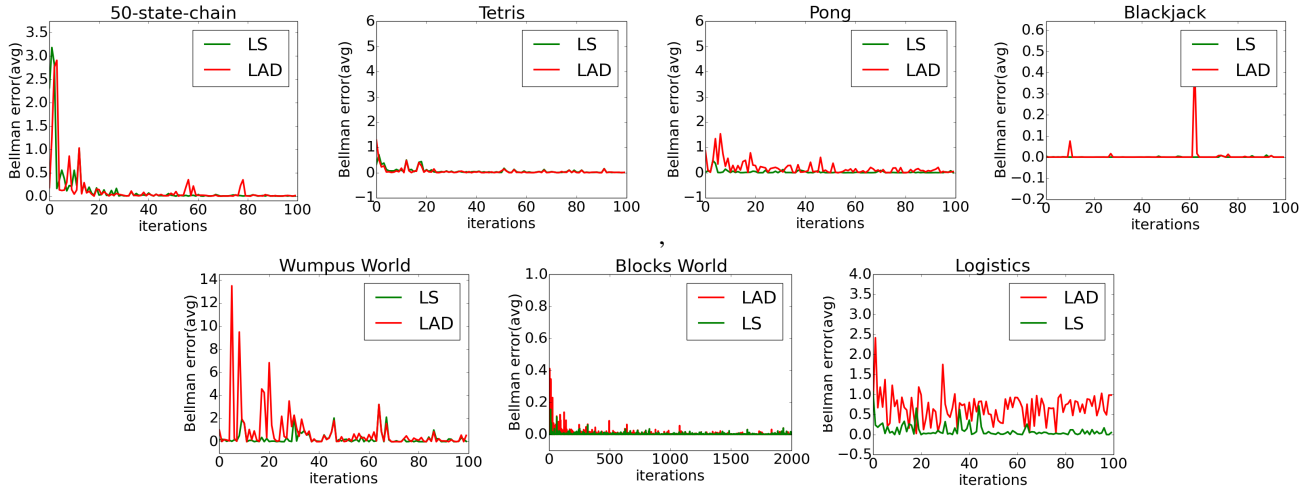 50-state-chain
Bellman error(avg)
3.5
3.0
2.5
2.0
1.5
1.0
0.5
0.0
LS
LAD
0 20 40 60 80 100
iterations
Tetris
Bellman error(avg)
6
5
4
3
2
1
0
−1
LS
LAD
0 20 40 60 80 100
iterations
Pong
Bellman error(avg)
6
5
4
3
2
1
0
−1
LS
LAD
0 20 40 60 80 100
iterations
Blackjack
Bellman error(avg)
0.6
0.5
0.4
0.3
0.2
0.1
0.0
−0.1
−0.2
LS
LAD
0 20 40 60 80 100
iterations
,
Wumpus World
Bellman error(avg)
14
12
10
8
6
4
2
0
LS
LAD
0 20 40 60 80 100
iterations
Blocks World
Bellman error(avg)
1.0
0.8
0.6
0.4
0.2
0.0
LAD
LS
0 500 1000 1500 2000
iterations
Logistics
Bellman error(avg)
4.0
3.5
3.0
2.5
2.0
1.5
1.0
0.5
0.0
−0.5
LAD
LS
0 20 40 60 80 100
iterations